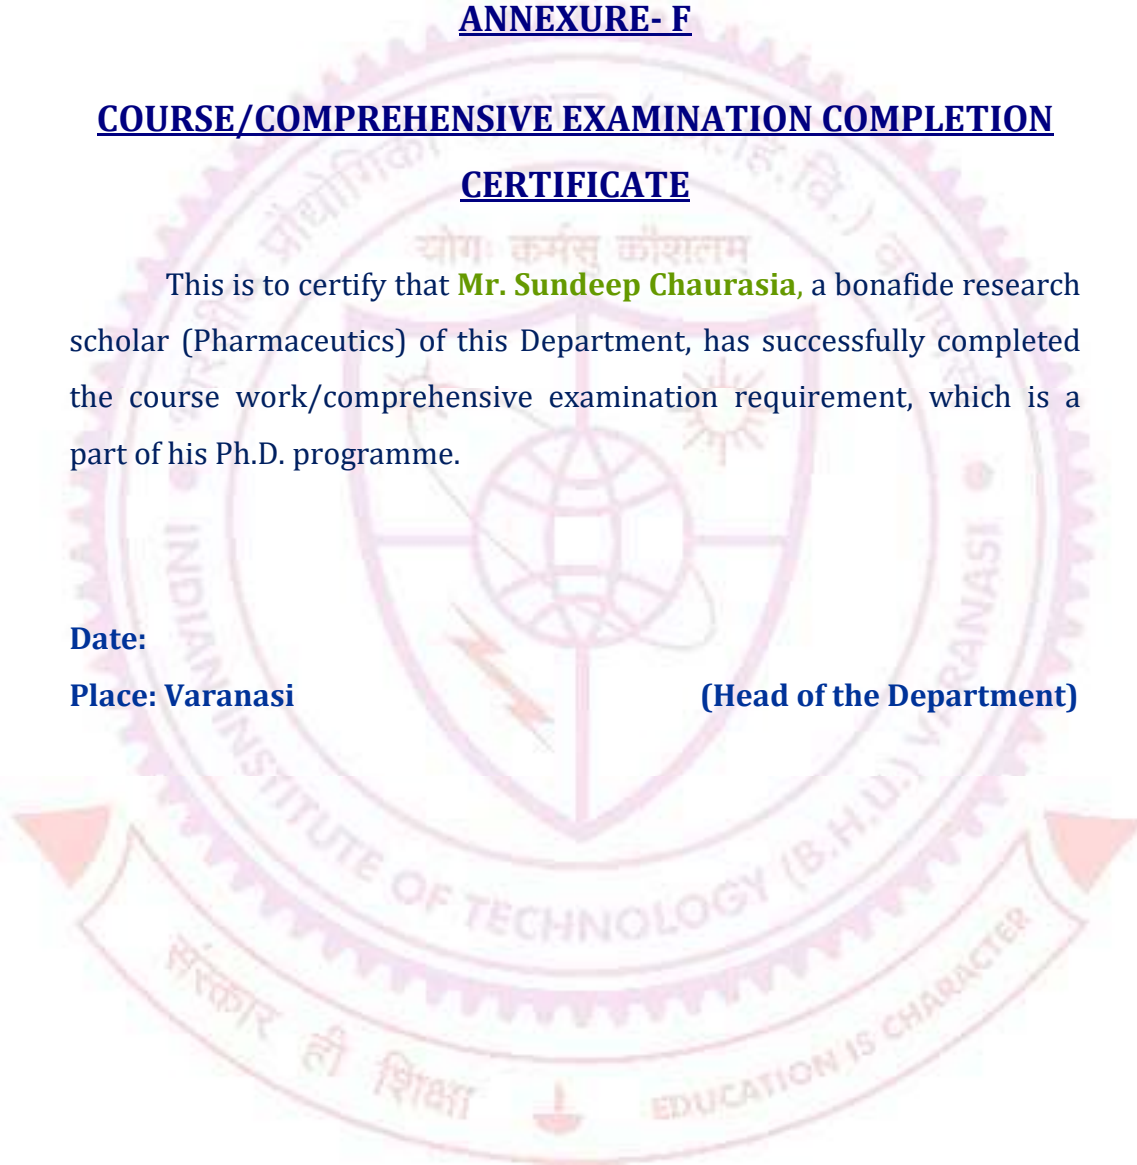 ANNEXURE- F
COURSE/COMPREHENSIVE EXAMINATION COMPLETION
CERTIFICATE
योगः कर्मसु कौशलम्
This is to certify that Mr. Sundeep Chaurasia, a bonafide research
scholar (Pharmaceutics) of this Department, has successfully completed
the course work/comprehensive examination requirement, which is a
part of his Ph.D. programme.
Date:
Place: Varanasi (Head of the Department)
INDIAN INSTITUTE OF TECHNOLOGY (B.H.U.) VARANASI
संस्कार ही शिक्षा
EDUCATION IS CHARACTER